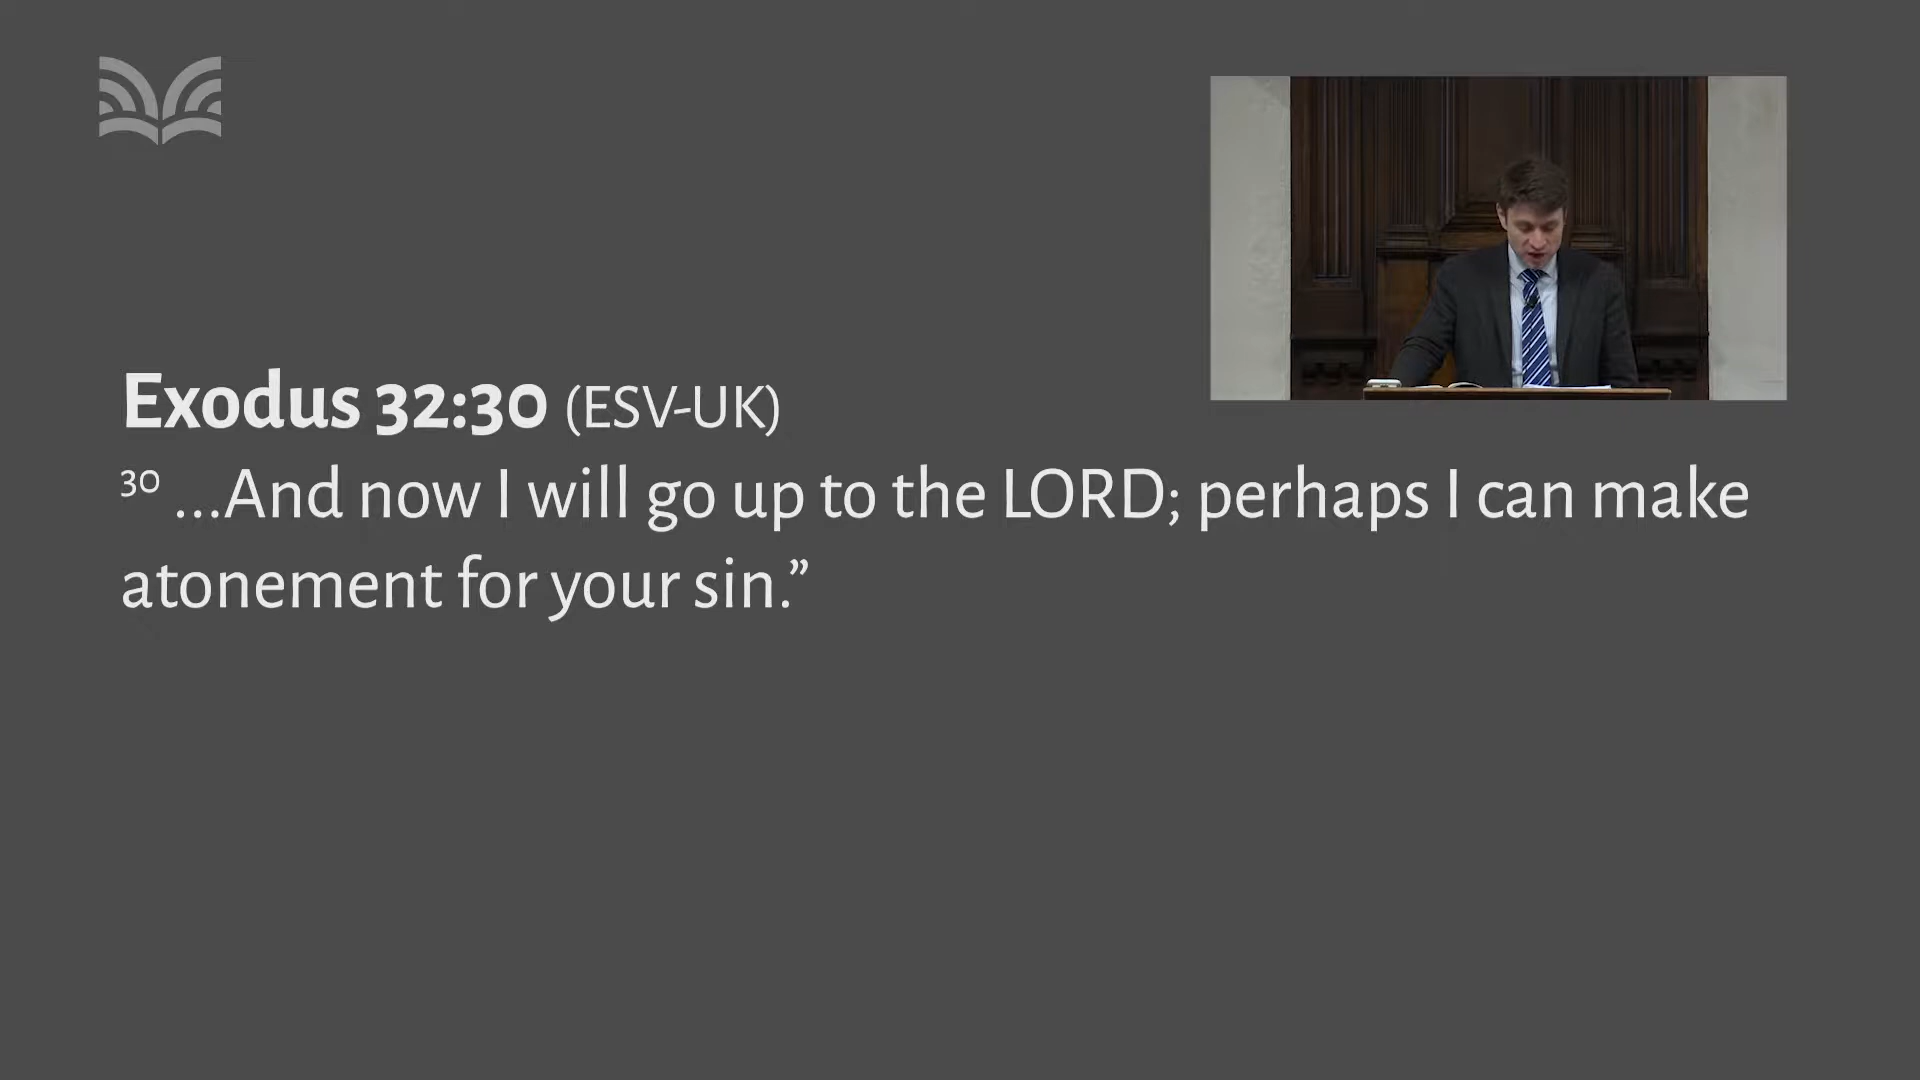 Exodus 32:30 (ESV-UK)
30 ...And now I will go up to the LORD; perhaps I can make
atonement for your sin.”